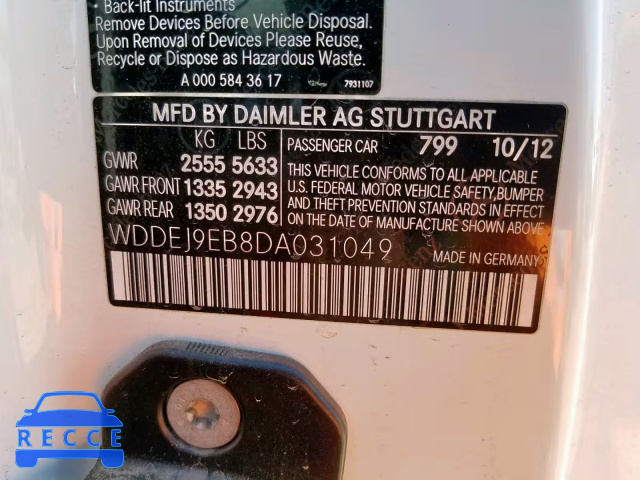 · Back-lit Instruments
Remove Devices Before Vehicle Disposal.
Upon Removal of Devices Please Reuse,
Recycle or Dispose as Hazardous Waste.
A 000 584 36 17 7931107
MFD BY DAIMLER AG STUTTGART
KG LBS PASSENGER CAR 799 10/12
GVWR 2555 5633
GAWR FRONT 1335 2943
GAWR REAR 1350 2976
THIS VEHICLE CONFORMS TO ALL APPLICABLE
U.S. FEDERAL MOTOR VEHICLE SAFETY, BUMPER
AND THEFT PREVENTION STANDARDS IN EFFECT
ON THE DATE OF MANUFACTURE SHOWN ABOVE.
WDDEJ9EB8DA031049 MADE IN GERMANY
RECCE